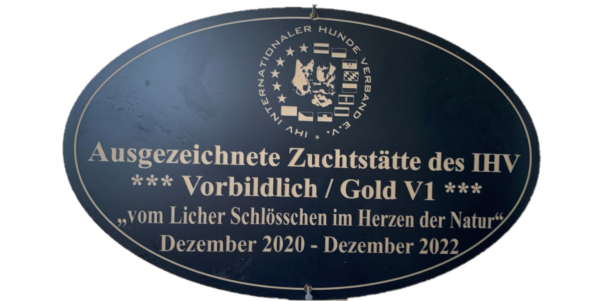 IHV INTERNATIONALER HUNDE VERBAND E.V. *
Ausgezeichnete Zuchtstätte des IHV
*** Vorbildlich / Gold V1 ***
„vom Licher Schlösschen im Herzen der Natur“
Dezember 2020 - Dezember 2022